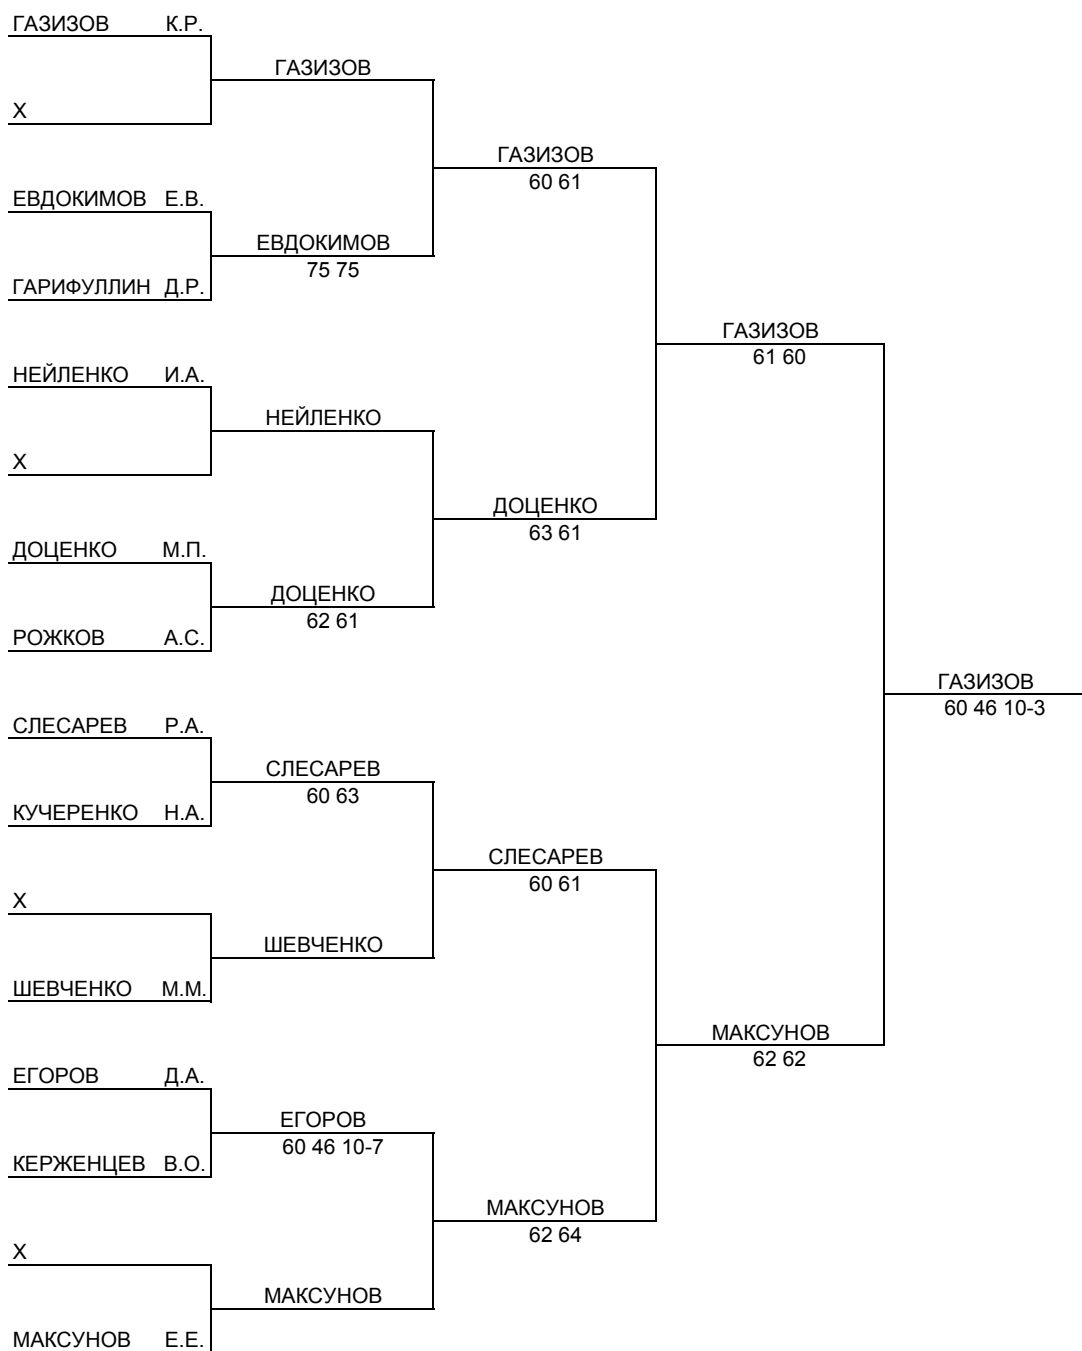 ГАЗИЗОВ К.Р.
ГАЗИЗОВ
Х
ГАЗИЗОВ
60 61
ЕВДОКИМОВ Е.В.
ЕВДОКИМОВ
75 75
ГАРИФУЛЛИН Д.Р.
ГАЗИЗОВ
61 60
НЕЙЛЕНКО И.А.
НЕЙЛЕНКО
Х
ДОЦЕНКО
63 61
ДОЦЕНКО М.П.
ДОЦЕНКО
62 61
РОЖКОВ А.С.
ГАЗИЗОВ
60 46 10-3
СЛЕСАРЕВ Р.А.
СЛЕСАРЕВ
60 63
КУЧЕРЕНКО Н.А.
СЛЕСАРЕВ
60 61
Х
ШЕВЧЕНКО
ШЕВЧЕНКО М.М.
МАКСУНОВ
62 62
ЕГОРОВ Д.А.
ЕГОРОВ
60 46 10-7
КЕРЖЕНЦЕВ В.О.
МАКСУНОВ
62 64
Х
МАКСУНОВ
МАКСУНОВ Е.Е.